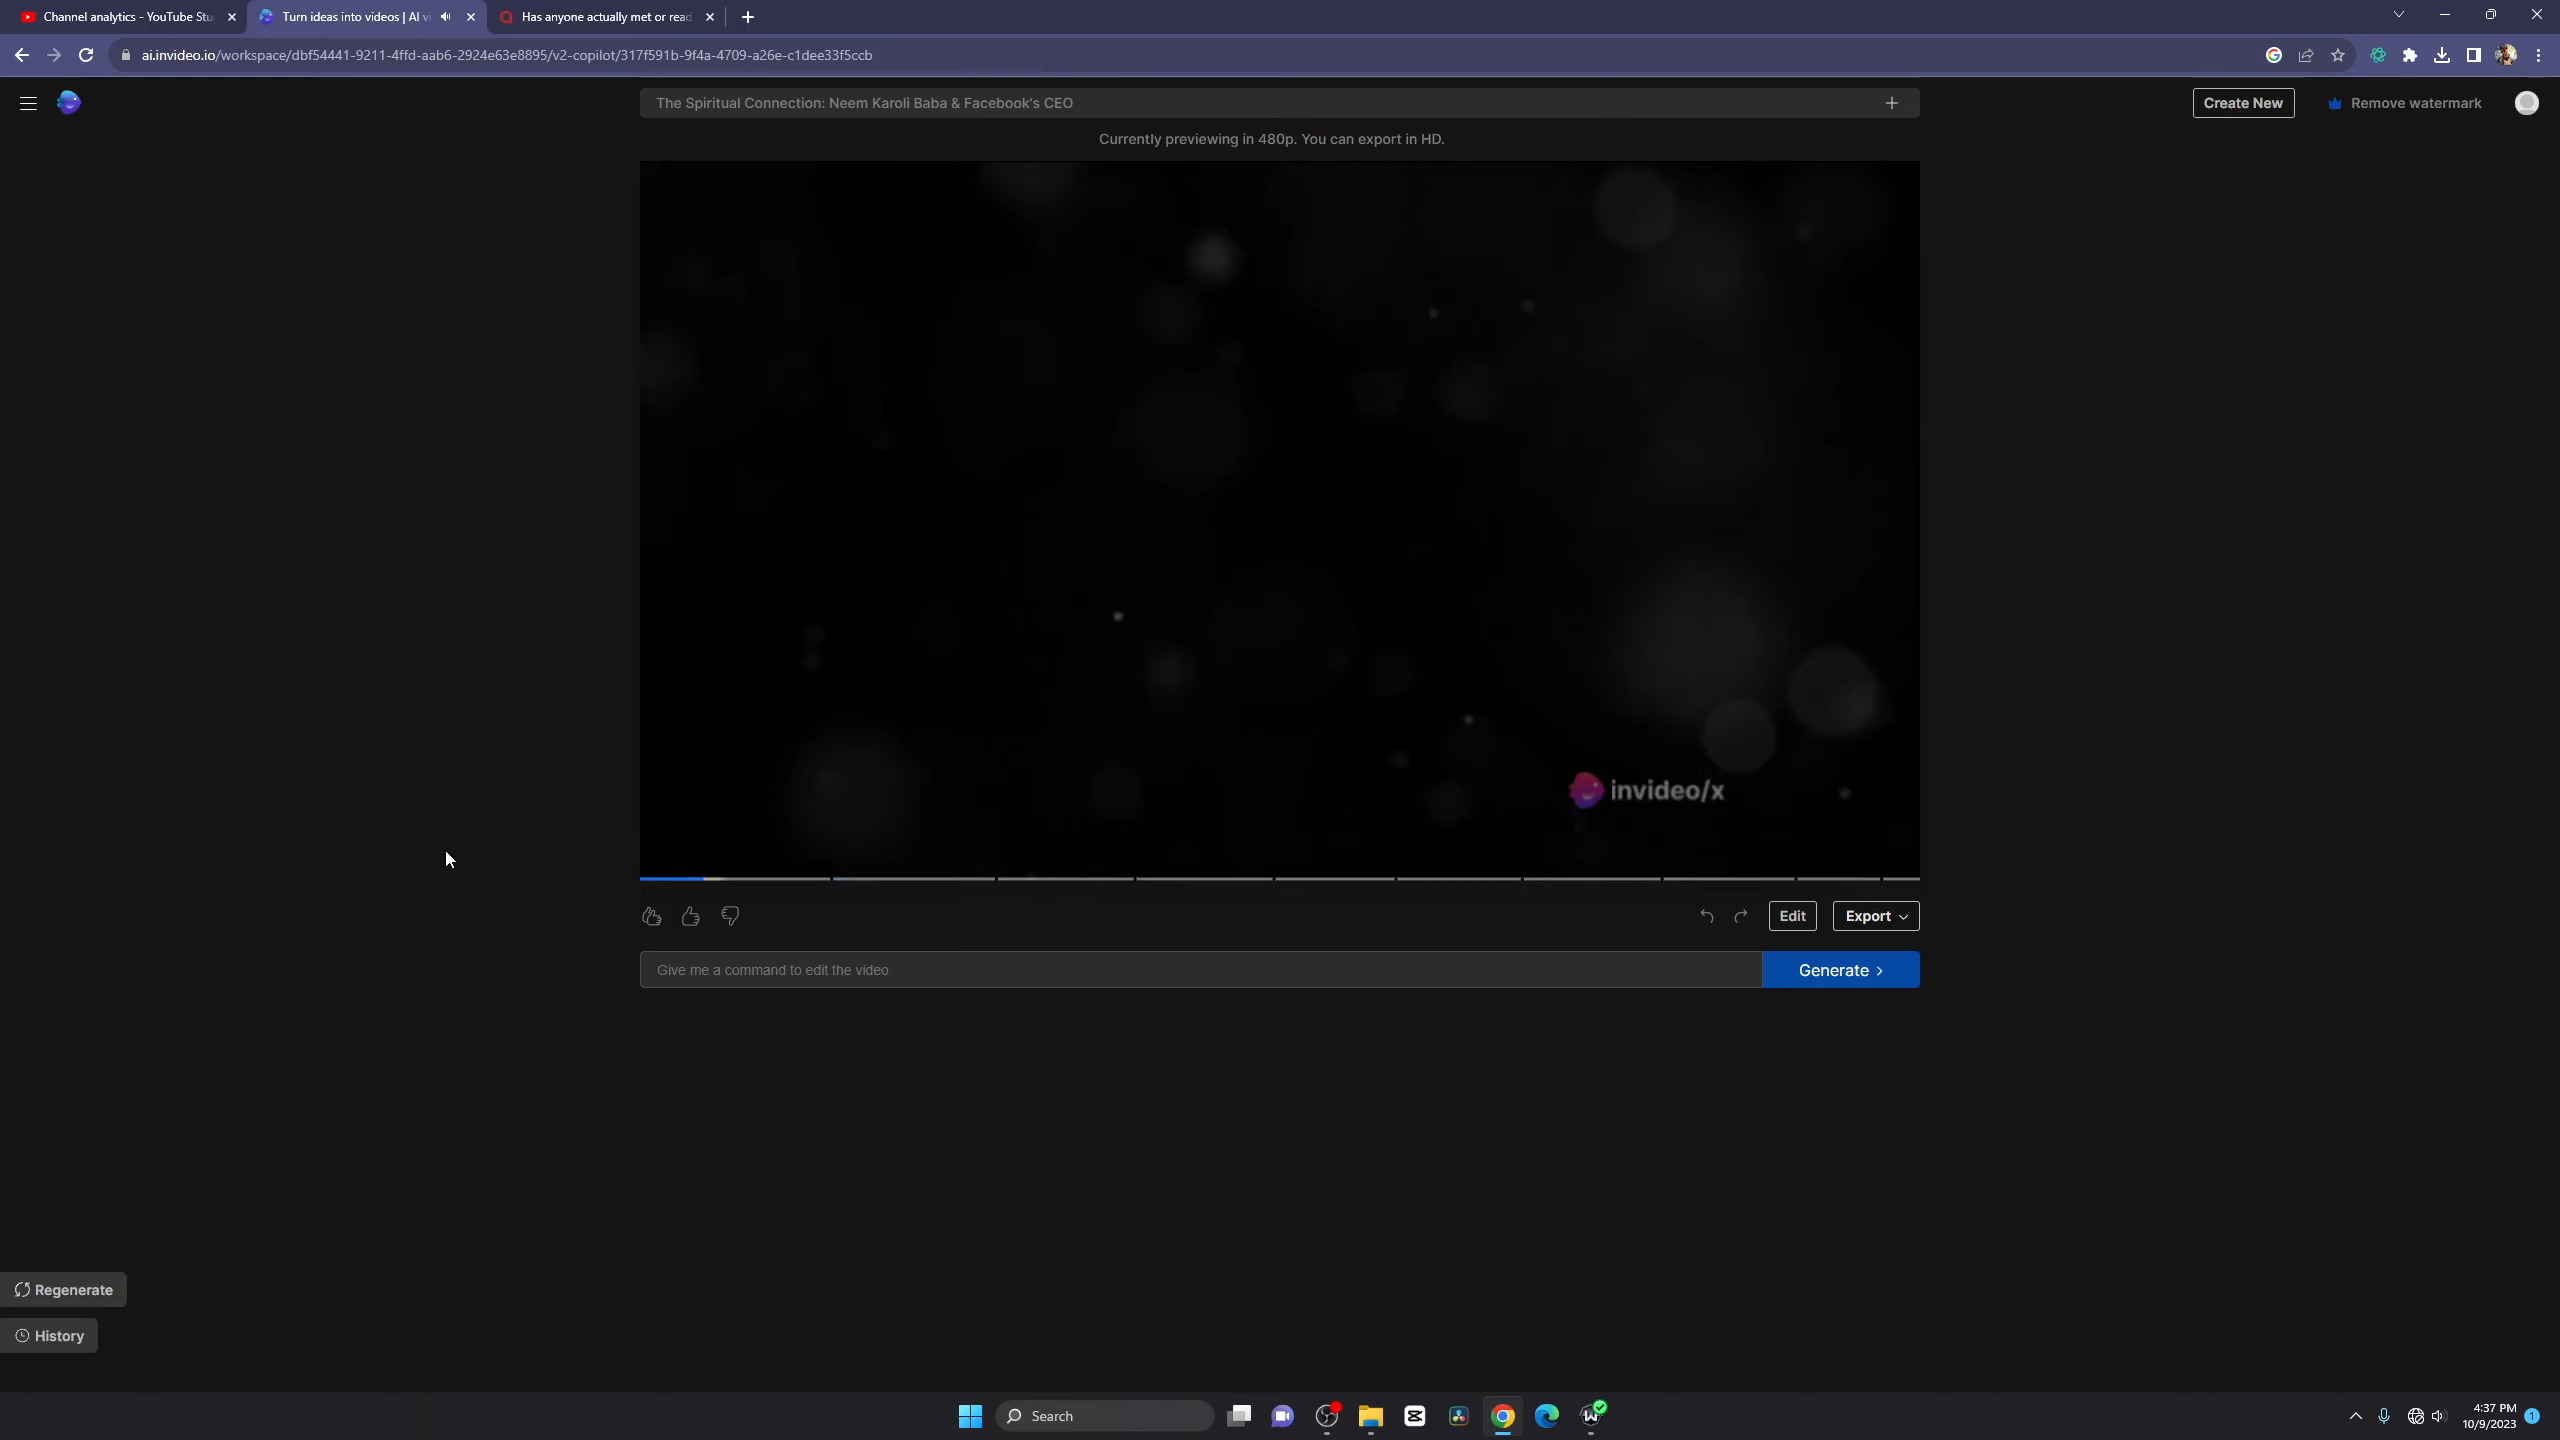 Channel analytics - YouTube Stu
Turn ideas into videos | AI vi
Has anyone actually met or read
ai.invideo.io/workspace/dbf54441-9211-4ffd-aab6-2924e63e8895/v2-copilot/317f591b-9f4a-4709-a26e-c1dee33f5ccb
The Spiritual Connection: Neem Karoli Baba & Facebook's CEO
Create New
Remove watermark
Currently previewing in 480p. You can export in HD.
invideo/x
Edit
Export
Give me a command to edit the video
Generate >
Regenerate
History
Search
4:37 PM
10/9/2023
1